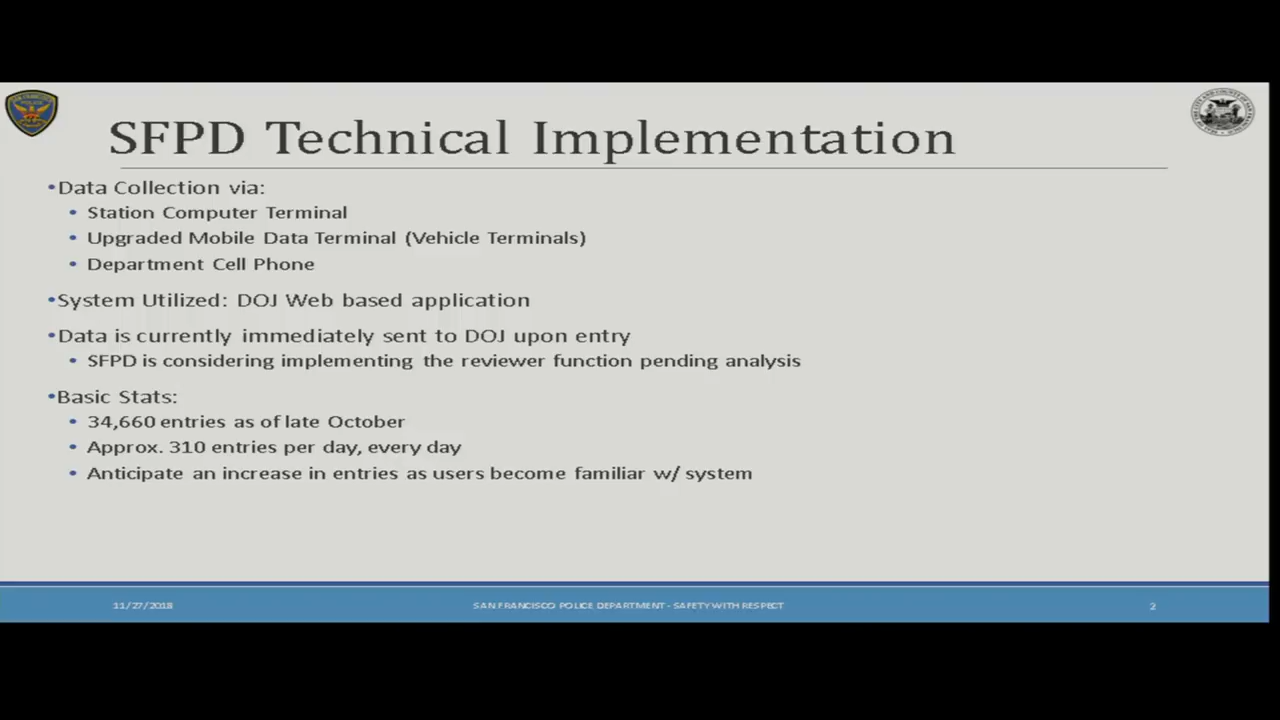 SFPD Technical Implementation
•Data Collection via:
• Station Computer Terminal
• Upgraded Mobile Data Terminal (Vehicle Terminals)
• Department Cell Phone
•System Utilized: DOJ Web based application
•Data is currently immediately sent to DOJ upon entry
• SFPD is considering implementing the reviewer function pending analysis
•Basic Stats:
• 34,660 entries as of late October
• Approx. 310 entries per day, every day
• Anticipate an increase in entries as users become familiar w/ system
11/27/2018 SAN FRANCISCO POLICE DEPARTMENT - SAFETY WITH RESPECT 2